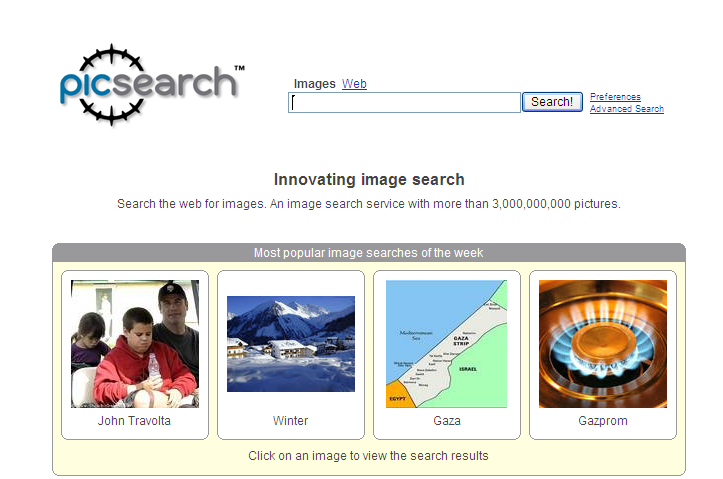 picsearch™
Images Web
Search!
Preferences
Advanced Search
Innovating image search
Search the web for images. An image search service with more than 3,000,000,000 pictures.
Most popular image searches of the week
Mediterranean
Sea
GAZA
STRIP
ISRAEL
EGYPT
John Travolta
Winter
Gaza
Gazprom
Click on an image to view the search results